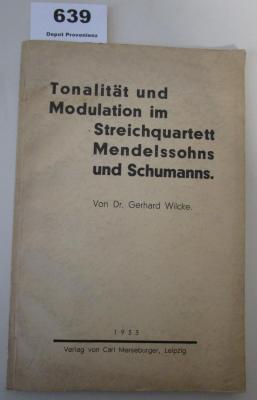 639
Depot Provenienz
Tonalität und
Modulation im
Streichquartett
Mendelssohns
und Schumanns.
Von Dr. Gerhard Wilcke.
1933
Verlag von Carl Merseburger, Leipzig